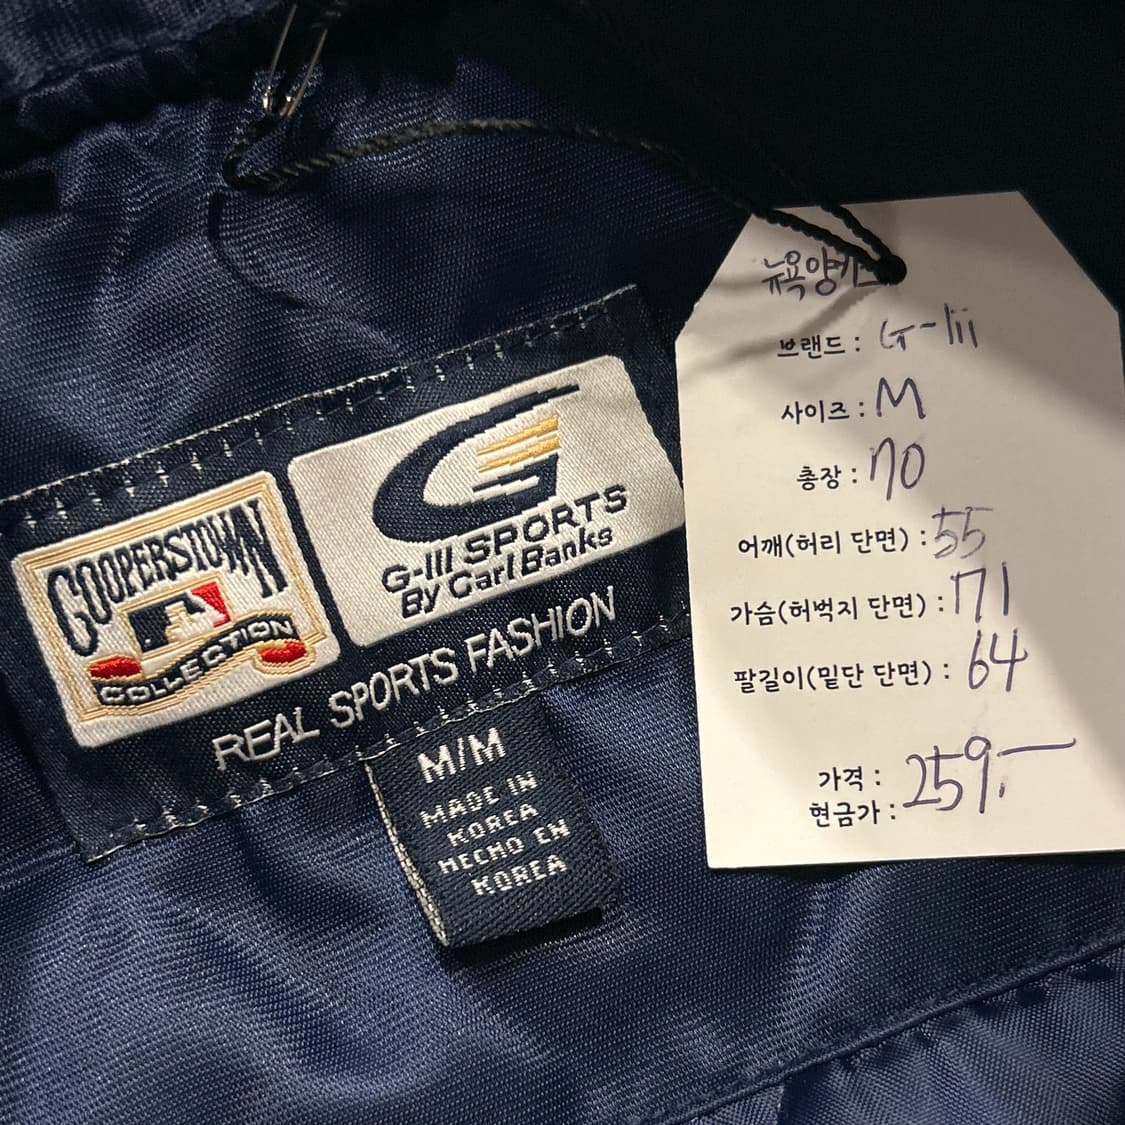 COOPERSTOWN
COLLECTION
G-III SPORTS
By Carl Banks
REAL SPORTS FASHION
M/M
MADE IN
KOREA
HECHO EN
KOREA
뉴욕양키즈
브랜드 : G-III
사이즈 : M
총장 : 70
어깨(허리 단면) : 55
가슴(허벅지 단면) : 71
팔길이(밑단 단면) : 64
가격 :
현금가 : 259.-